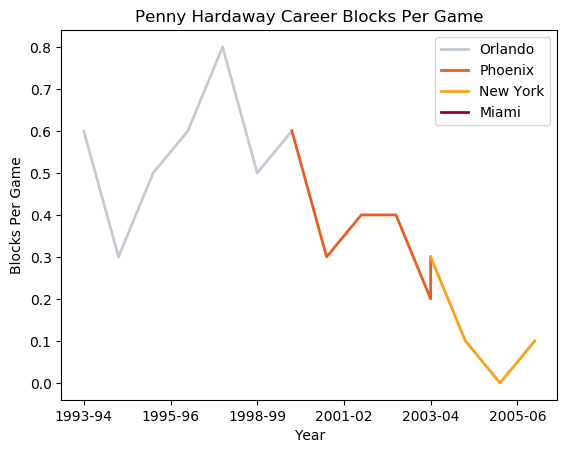 Penny Hardaway Career Blocks Per Game
Orlando
Phoenix
New York
Miami
Blocks Per Game
0.8
0.7
0.6
0.5
0.4
0.3
0.2
0.1
0.0
1993-94 1995-96 1998-99 2001-02 2003-04 2005-06
Year